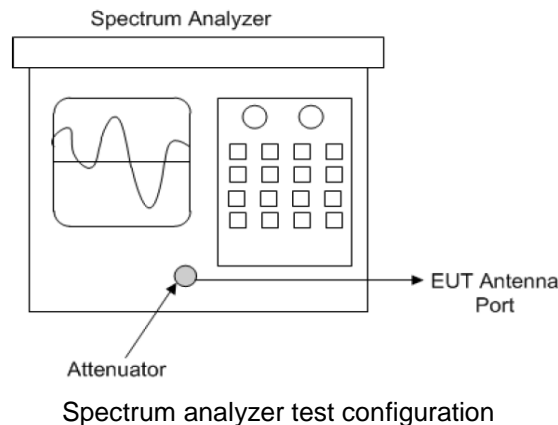 Spectrum Analyzer
EUT Antenna
Port
Attenuator
Spectrum analyzer test configuration